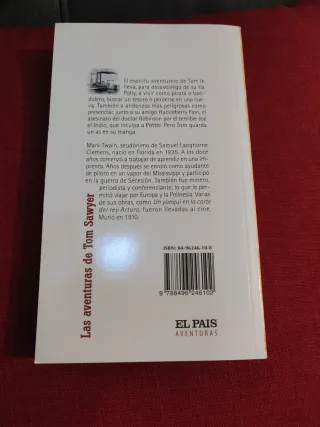 El espíritu aventurero de Tom le
lleva, para desasosiego de su tía
Polly, a vivir como pirata o ban-
dolero, buscar un tesoro o perderse en una cue-
va. También a andanzas más peligrosas como
presenciar, junto a su amigo Huckleberry Finn, el
asesinato del doctor Robinson por el terrible Joe
el Indio, que inculpa a Potter. Pero Tom guarda
un as en su manga.
Mark Twain, seudónimo de Samuel Langhorne
Clemens, nació en Florida en 1835. A los doce
años comenzó a trabajar de aprendiz en una im-
prenta. Años después se enroló como ayudante
de piloto en un vapor del Mississippi y participó
en la guerra de Secesión. También fue minero,
periodista y conferenciante, lo que le per-
mitió viajar por Europa y la Polinesia. Varias
de sus obras, como Un yanqui en la corte
del rey Arturo, fueron llevadas al cine.
Murió en 1910.
Las aventuras de Tom Sawyer
ISBN: 84-96246-10-6
9 788496 246102
EL PAIS
AVENTURAS